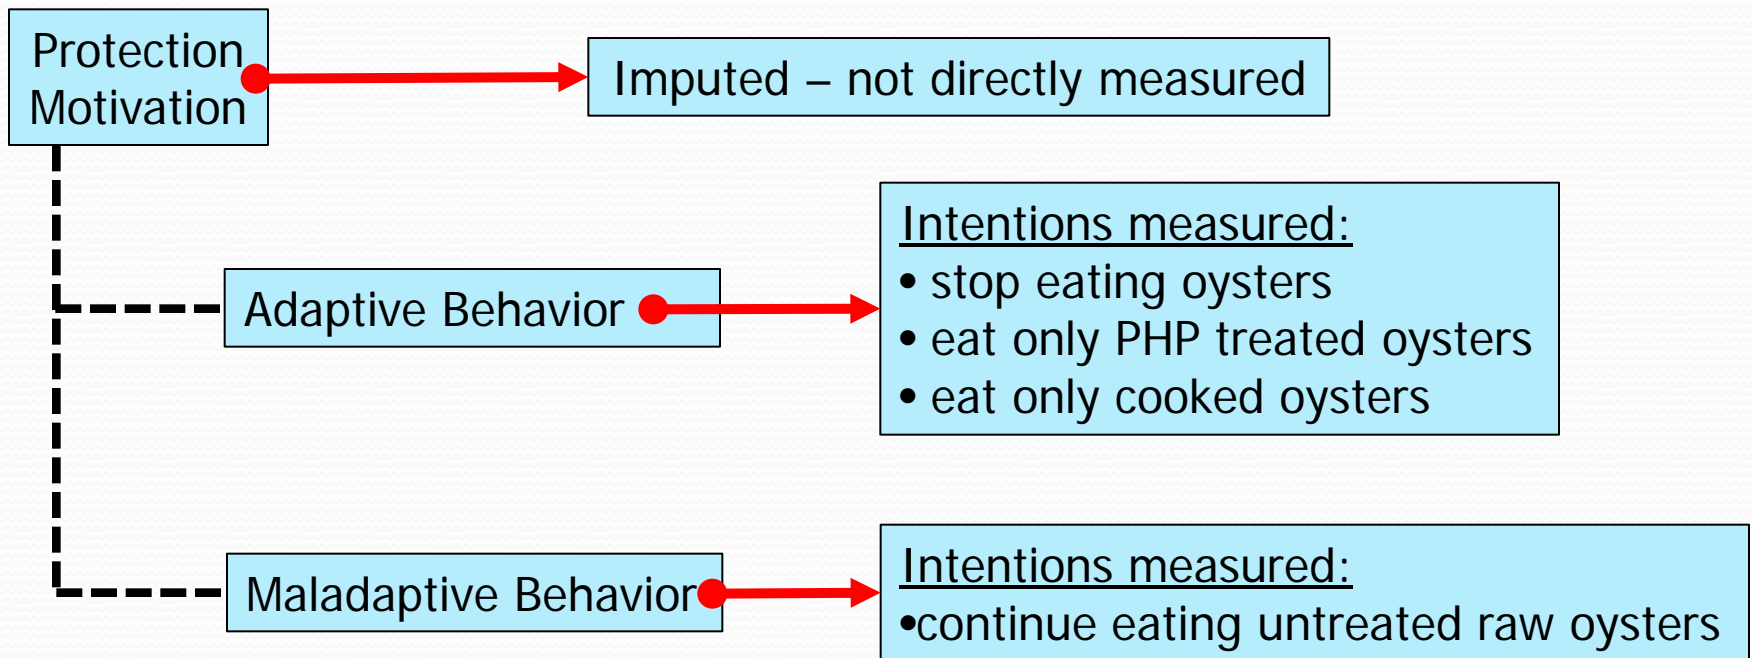 Protection
Motivation
Imputed – not directly measured
Intentions measured:
• stop eating oysters
• eat only PHP treated oysters
• eat only cooked oysters
Adaptive Behavior
Intentions measured:
•continue eating untreated raw oysters
Maladaptive Behavior